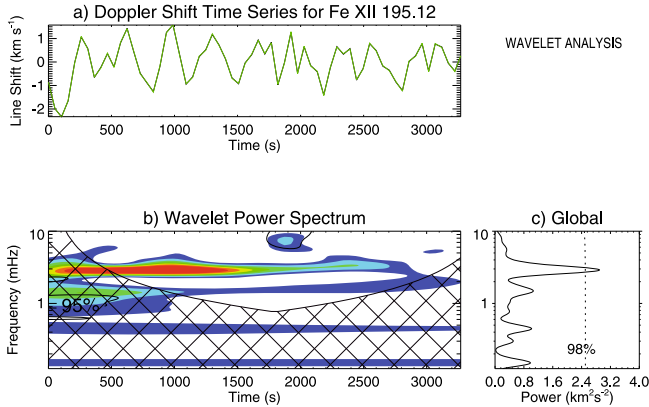 a) Doppler Shift Time Series for Fe XII 195.12
WAVELET ANALYSIS
Line Shift (km s⁻¹)
1
0
-1
-2
0 500 1000 1500 2000 2500 3000
Time (s)
b) Wavelet Power Spectrum
c) Global
Frequency (mHz)
10
1
95%
0 500 1000 1500 2000 2500 3000
Time (s)
10
1
98%
0.0 0.8 1.6 2.4 3.2 4.0
Power (km²s⁻²)